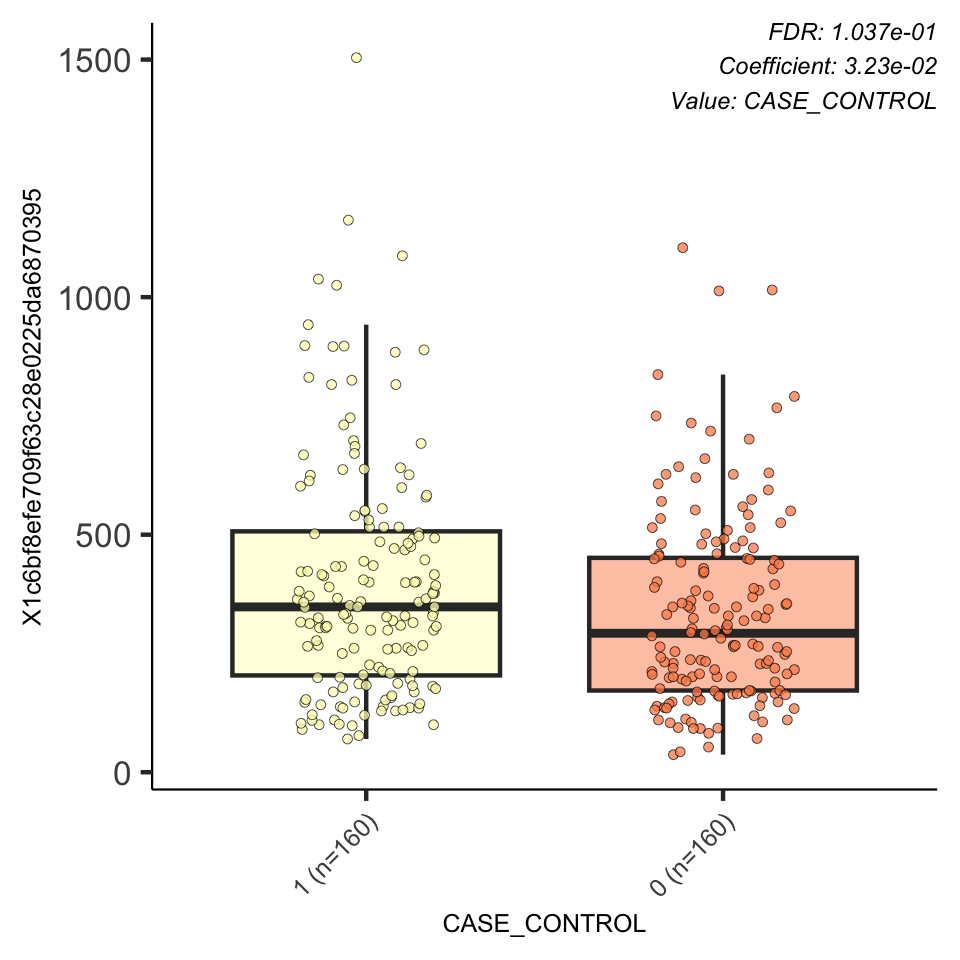 FDR: 1.037e-01
Coefficient: 3.23e-02
Value: CASE_CONTROL
1500
1000
500
0
X1c6bf8efe709f63c28e0225da6870395
1 (n=160)
0 (n=160)
CASE_CONTROL